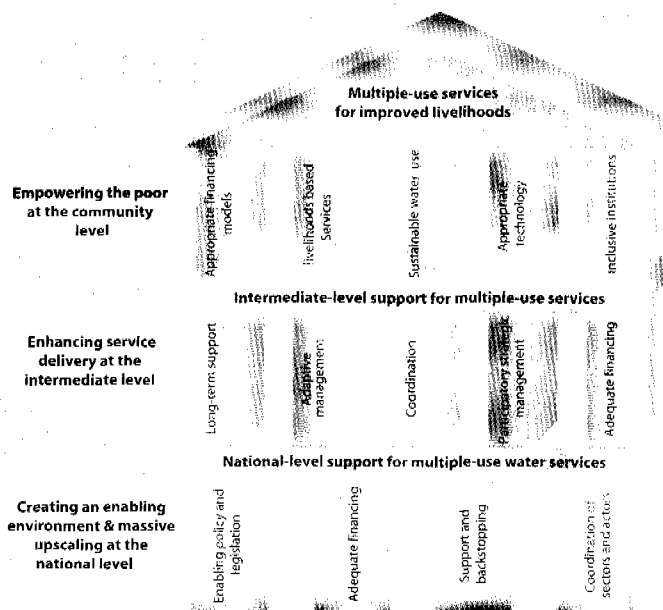 Multiple-use services
for improved livelihoods
Empowering the poor
at the community
level
Appropriate financing
models
livelihoods based
Services
Sustainable water use
Appropriate
technology
Inclusive institutions
Intermediate-level support for multiple-use services
Enhancing service
delivery at the
intermediate level
Long-term support
Adaptive
management
Coordination
Participatory strategic
management
Adequate financing
National-level support for multiple-use water services
Creating an enabling
environment & massive
upscaling at the
national level
Enabling policy and
legislation
Adequate financing
Support and
backstopping
Coordination of
sectors and actors